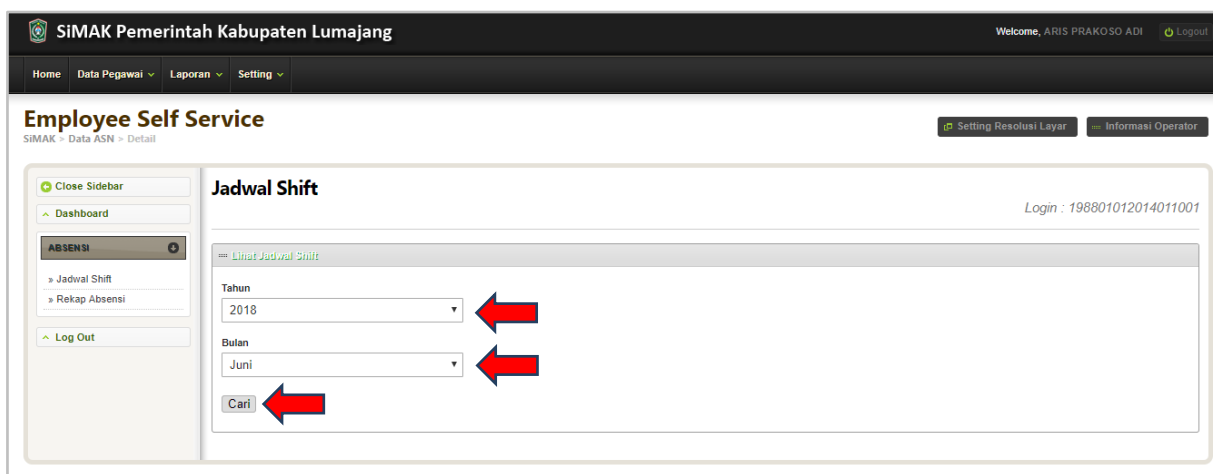 SiMAK Pemerintah Kabupaten Lumajang
Welcome, ARIS PRAKOSO ADI
Logout
Home Data Pegawai Laporan Setting
Employee Self Service
SiMAK > Data ASN > Detail
Setting Resolusi Layar
Informasi Operator
Close Sidebar
Dashboard
ABSENSI
» Jadwal Shift
» Rekap Absensi
Log Out
Jadwal Shift
Login : 198801012014011001
Lihat Jadwal Shift
Tahun
2018
Bulan
Juni
Cari